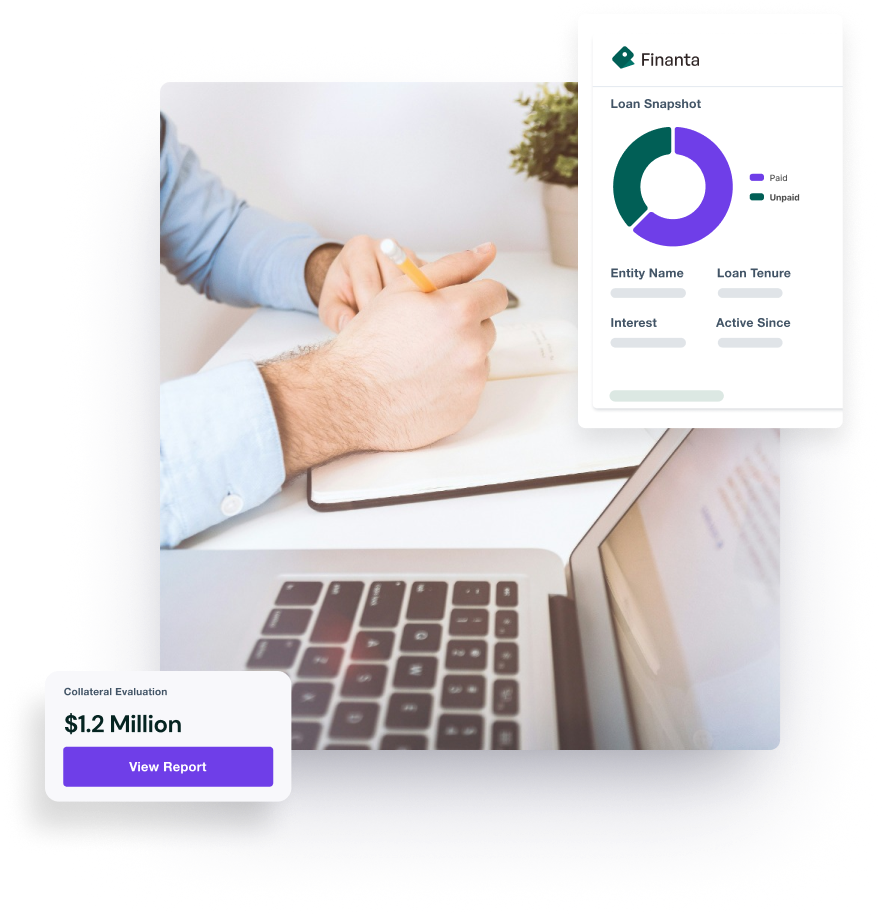 Finanta
Loan Snapshot
Paid
Unpaid
Entity Name
Loan Tenure
Interest
Active Since
Collateral Evaluation
$1.2 Million
View Report